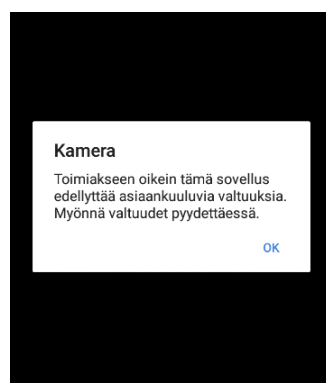 Kamera
Toimiakseen oikein tämä sovellus
edellyttää asiaankuuluvia valtuuksia.
Myönnä valtuudet pyydettäessä.
OK